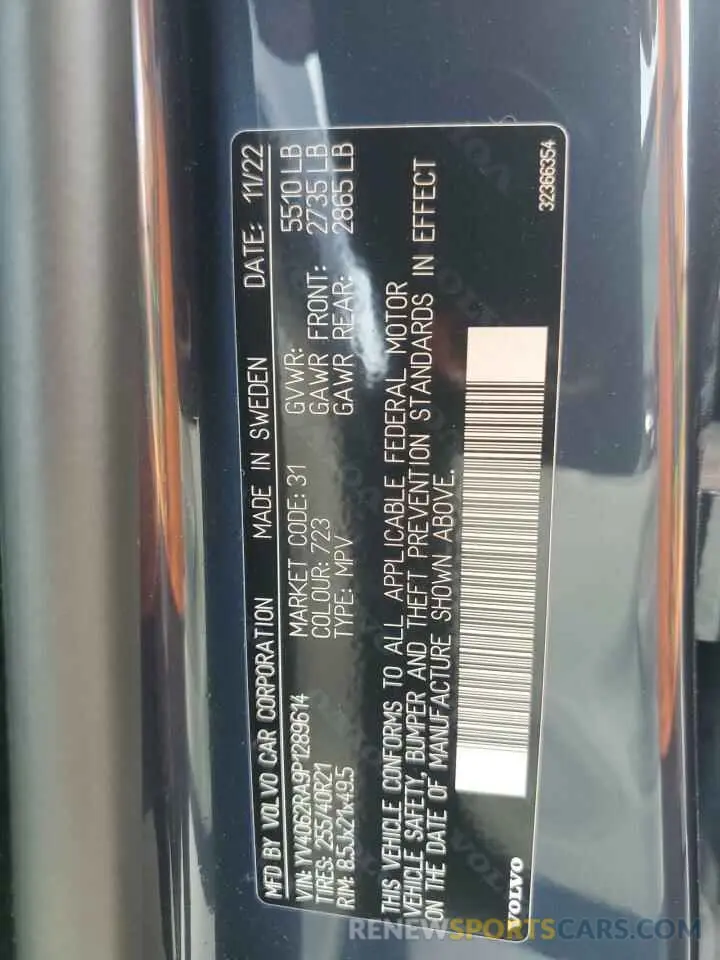 MFD BY VOLVO CAR CORPORATION MADE IN SWEDEN DATE: 11/22
VIN: YV4062RA9P1289614 MARKET CODE: 31 GVWR: 5510 LB
TIRES: 255/40R21 COLOUR: 723 GAWR FRONT: 2735 LB
RIM: 8.5Jx21x49.5 TYPE: MPV GAWR REAR: 2865 LB
THIS VEHICLE CONFORMS TO ALL APPLICABLE FEDERAL MOTOR
VEHICLE SAFETY, BUMPER AND THEFT PREVENTION STANDARDS IN EFFECT
ON THE DATE OF MANUFACTURE SHOWN ABOVE.
VOLVO 32366354
RENEWSPORTSCARS.COM